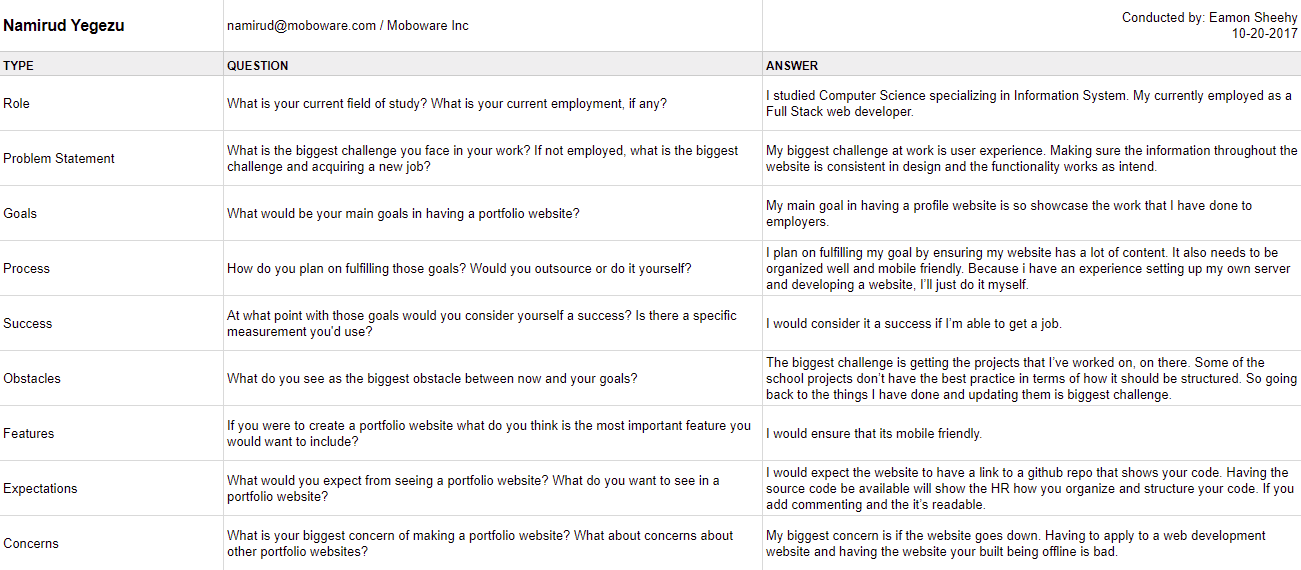 Namirud Yegezu
namirud@moboware.com / Moboware Inc
Conducted by: Eamon Sheehy
10-20-2017
TYPE
QUESTION
ANSWER
Role
What is your current field of study? What is your current employment, if any?
I studied Computer Science specializing in Information System. My currently employed as a
Full Stack web developer.
Problem Statement
What is the biggest challenge you face in your work? If not employed, what is the biggest
challenge and acquiring a new job?
My biggest challenge at work is user experience. Making sure the information throughout the
website is consistent in design and the functionality works as intend.
Goals
What would be your main goals in having a portfolio website?
My main goal in having a profile website is so showcase the work that I have done to
employers.
Process
How do you plan on fulfilling those goals? Would you outsource or do it yourself?
I plan on fulfilling my goal by ensuring my website has a lot of content. It also needs to be
organized well and mobile friendly. Because i have an experience setting up my own server
and developing a website, I'll just do it myself.
Success
At what point with those goals would you consider yourself a success? Is there a specific
measurement you'd use?
I would consider it a success if I'm able to get a job.
Obstacles
What do you see as the biggest obstacle between now and your goals?
The biggest challenge is getting the projects that I've worked on, on there. Some of the
school projects don't have the best practice in terms of how it should be structured. So going
back to the things I have done and updating them is biggest challenge.
Features
If you were to create a portfolio website what do you think is the most important feature you
would want to include?
I would ensure that its mobile friendly.
Expectations
What would you expect from seeing a portfolio website? What do you want to see in a
portfolio website?
I would expect the website to have a link to a github repo that shows your code. Having the
source code be available will show the HR how you organize and structure your code. If you
add commenting and the it's readable.
Concerns
What is your biggest concern of making a portfolio website? What about concerns about
other portfolio websites?
My biggest concern is if the website goes down. Having to apply to a web development
website and having the website your built being offline is bad.